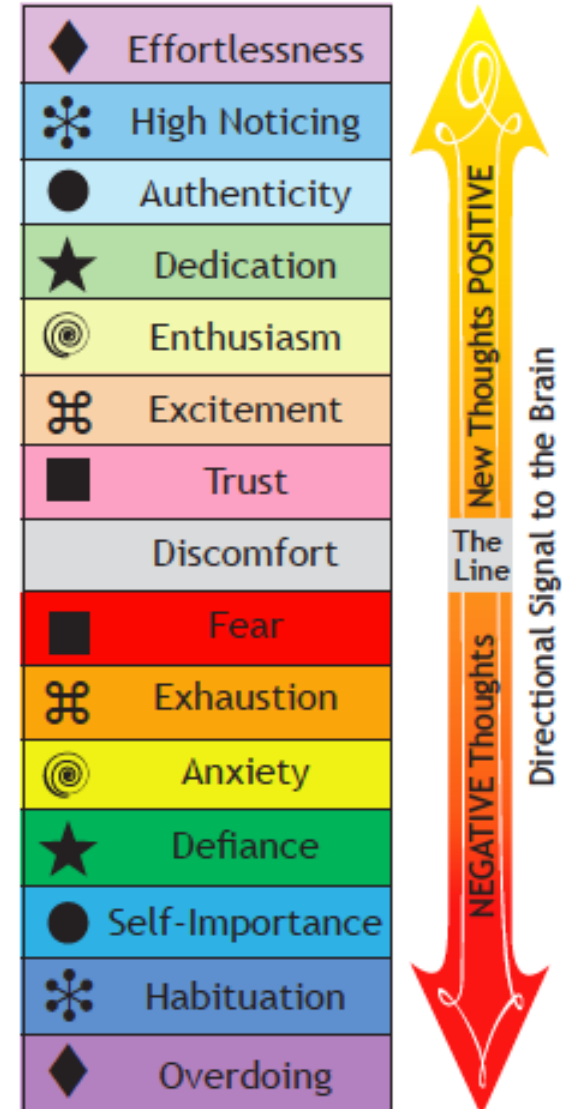 Effortlessness
High Noticing
Authenticity
Dedication
Enthusiasm
Excitement
Trust
Discomfort
Fear
Exhaustion
Anxiety
Defiance
Self-Importance
Habituation
Overdoing
New Thoughts POSITIVE
The
Line
NEGATIVE Thoughts
Directional Signal to the Brain